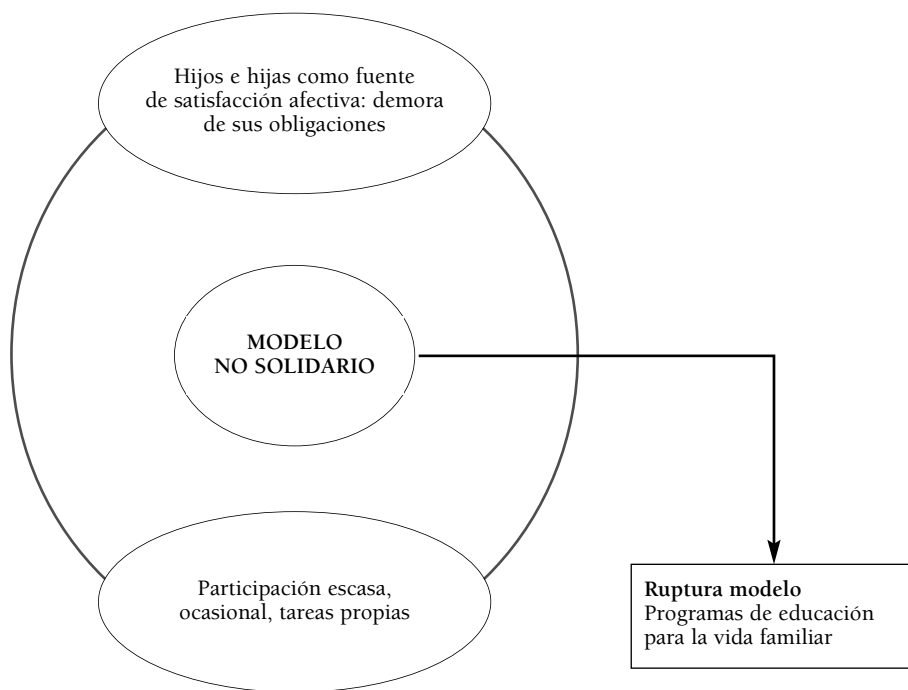 Hijos e hijas como fuente
de satisfacción afectiva: demora
de sus obligaciones
MODELO
NO SOLIDARIO
Participación escasa,
ocasional, tareas propias
Ruptura modelo
Programas de educación
para la vida familiar